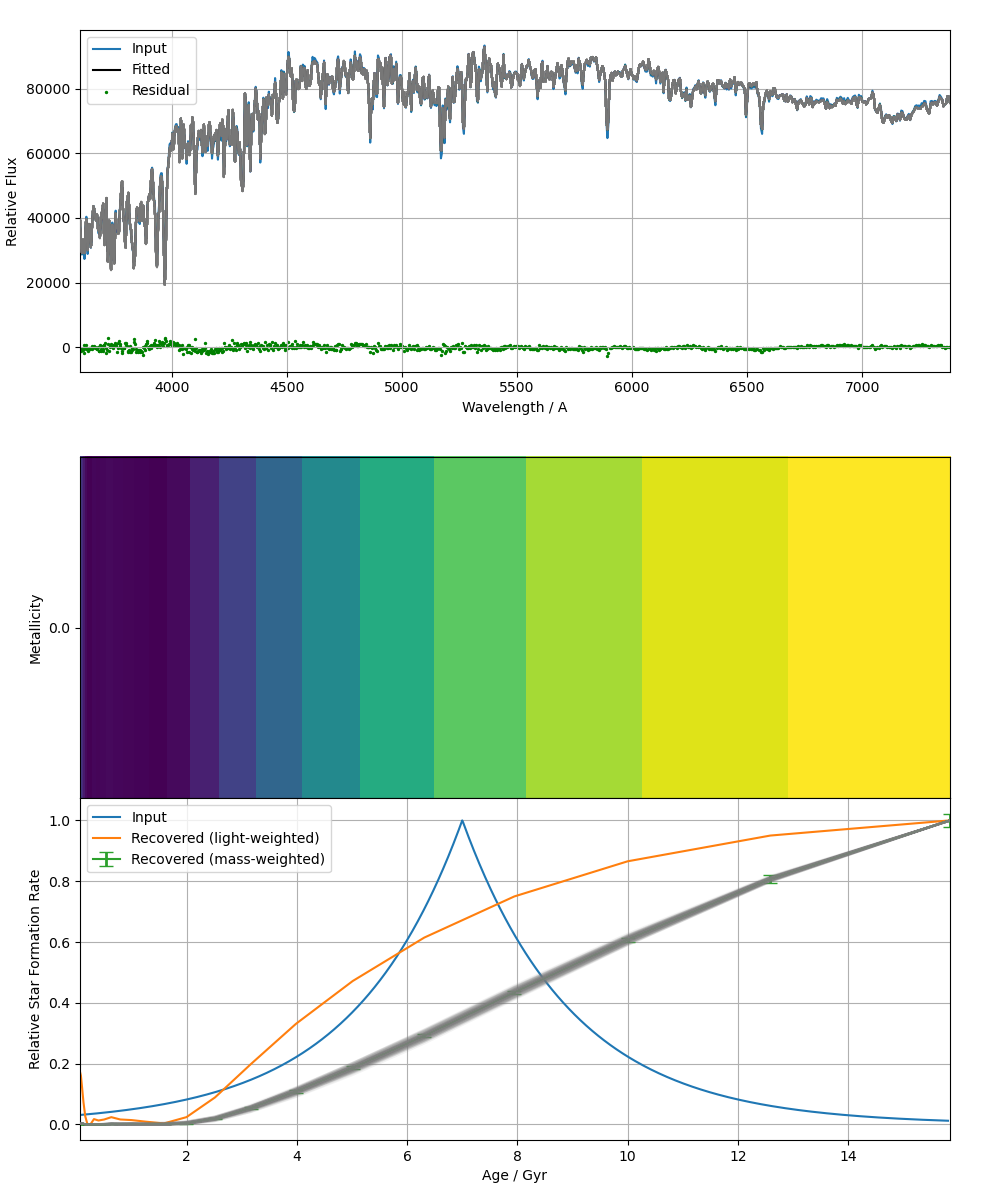 Input
Fitted
Residual
80000
60000
40000
20000
0
Relative Flux
4000 4500 5000 5500 6000 6500 7000
Wavelength / A
Metallicity
0.0
Input
Recovered (light-weighted)
Recovered (mass-weighted)
1.0
0.8
0.6
0.4
0.2
0.0
Relative Star Formation Rate
2 4 6 8 10 12 14
Age / Gyr